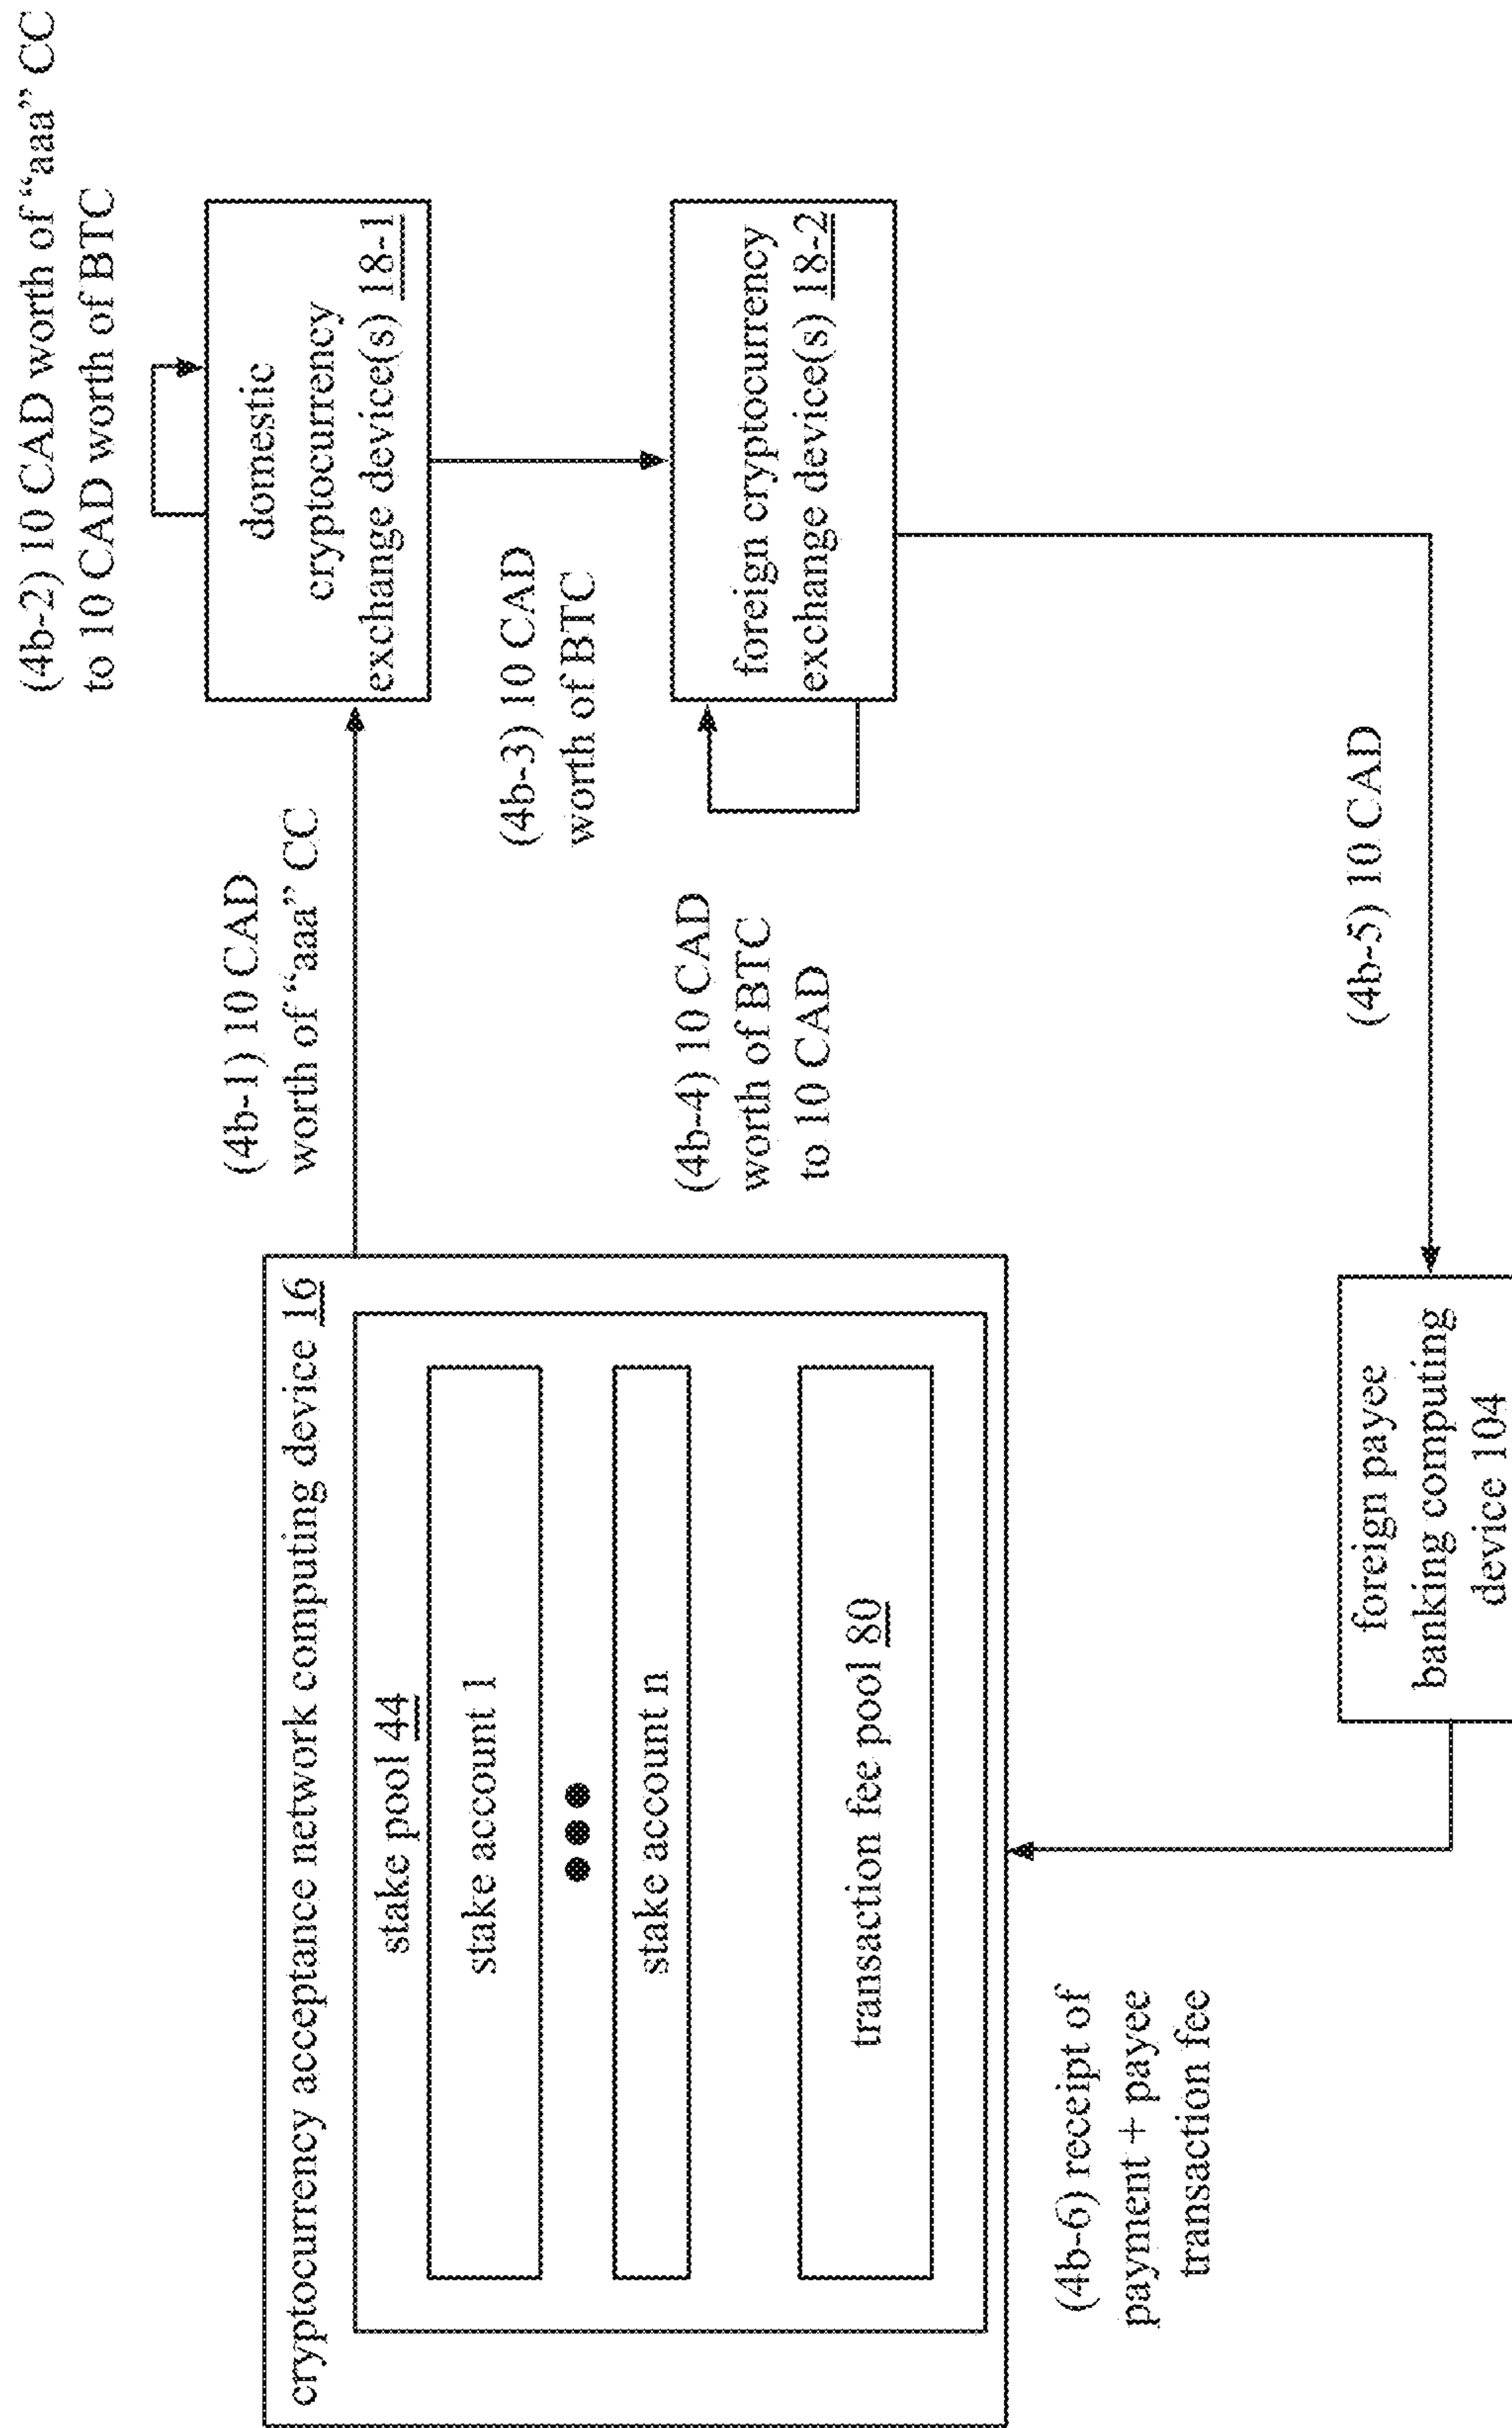 cryptocurrency acceptance network computing device 16
stake pool 44
stake account 1
stake account n
transaction fee pool 80
(4b-1) 10 CAD
worth of “aaa” CC
(4b-2) 10 CAD worth of “aaa” CC
to 10 CAD worth of BTC
domestic
cryptocurrency
exchange device(s) 18-1
(4b-3) 10 CAD
worth of BTC
foreign cryptocurrency
exchange device(s) 18-2
(4b-4) 10 CAD
worth of BTC
to 10 CAD
(4b-5) 10 CAD
foreign payee
banking computing
device 104
(4b-6) receipt of
payment + payee
transaction fee